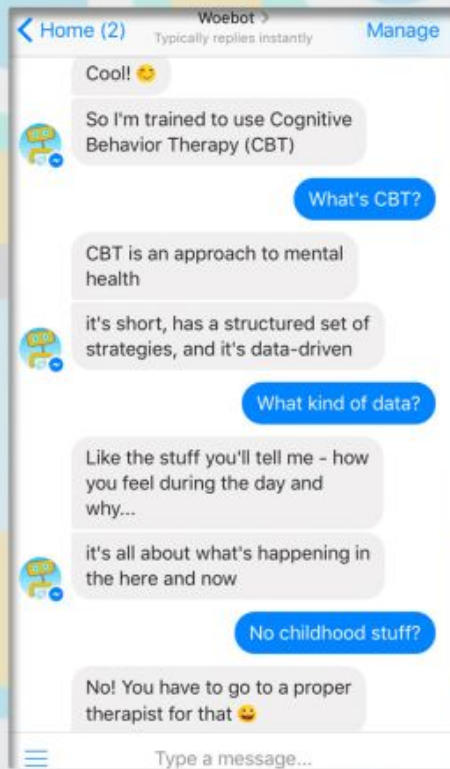 Woebot >
Home (2)
Typically replies instantly
Manage
Cool! 😊
So I'm trained to use Cognitive
Behavior Therapy (CBT)
What's CBT?
CBT is an approach to mental
health
it's short, has a structured set of
strategies, and it's data-driven
What kind of data?
Like the stuff you'll tell me - how
you feel during the day and
why...
it's all about what's happening in
the here and now
No childhood stuff?
No! You have to go to a proper
therapist for that 😀
Type a message...